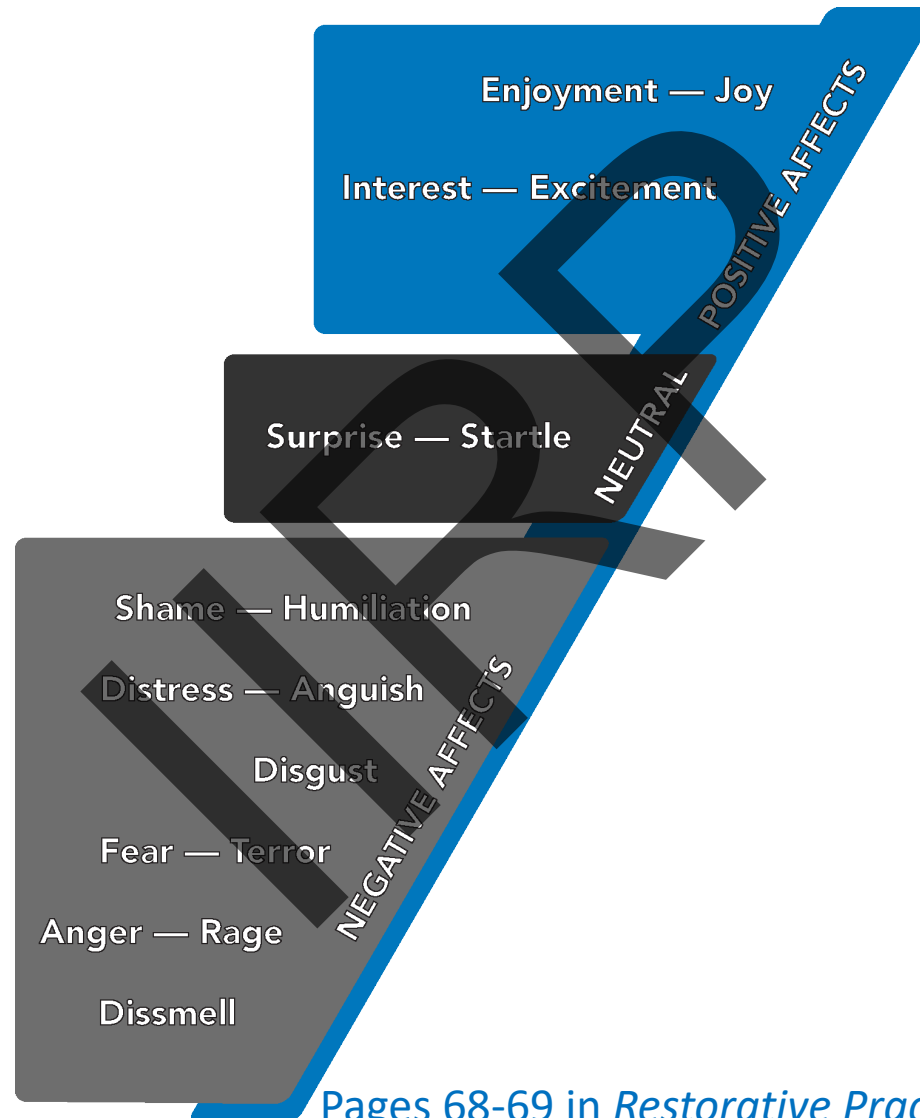 Enjoyment — Joy
Interest — Excitement
POSITIVE AFFECTS
Surprise — Startle
NEUTRAL
Shame — Humiliation
Distress — Anguish
Disgust
Fear — Terror
Anger — Rage
Dissmell
NEGATIVE AFFECTS
IIRP
Pages 68-69 in Restorative